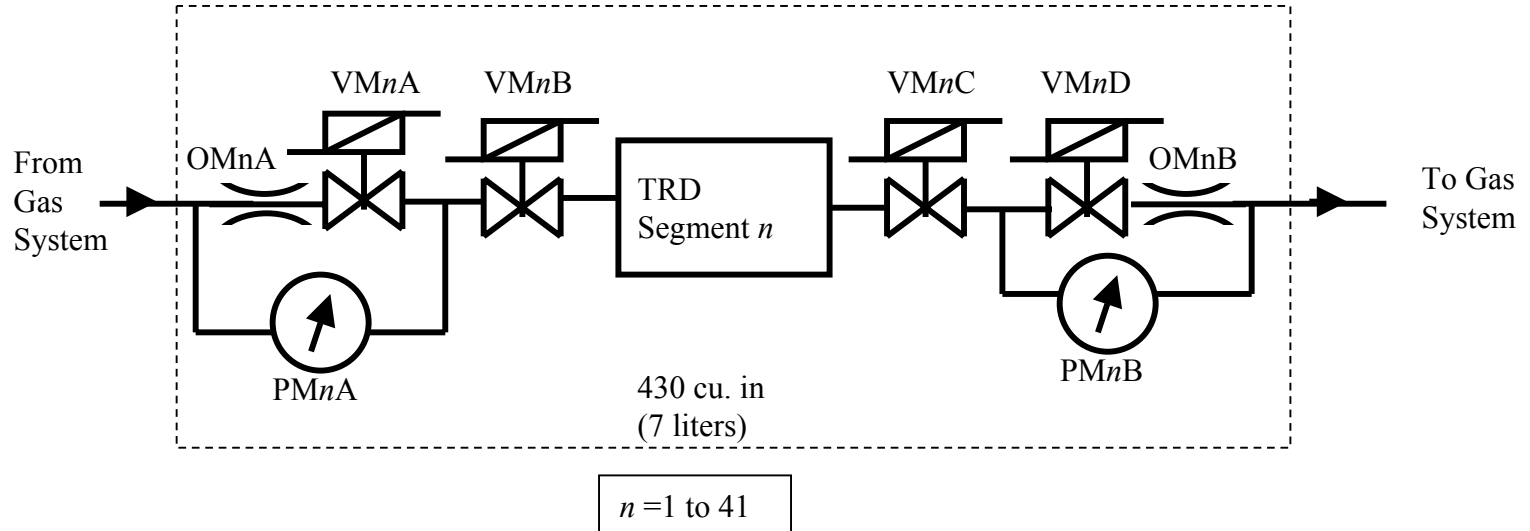 VMnA
VMnB
VMnC
VMnD
From
Gas
System
OMnA
TRD
Segment n
OMnB
To Gas
System
PMnA
PMnB
430 cu. in
(7 liters)
n =1 to 41